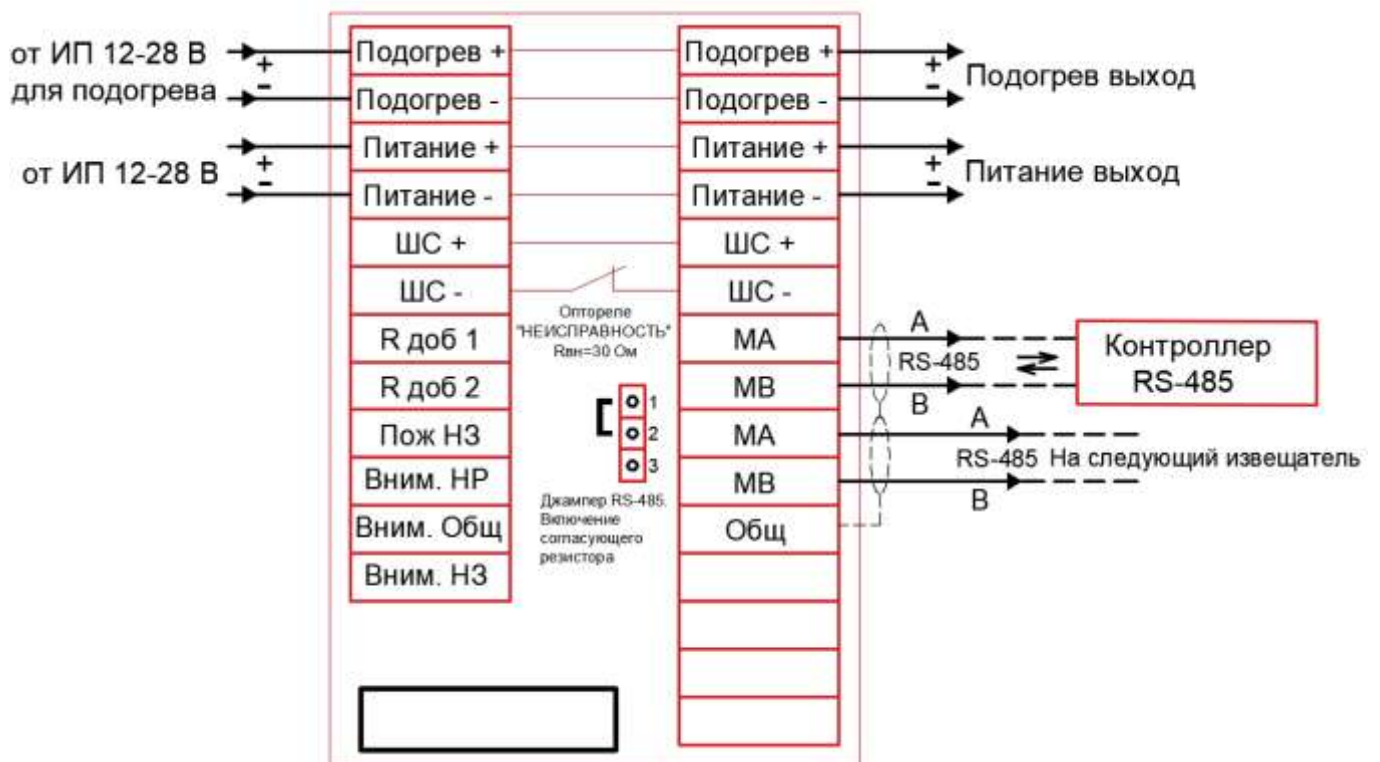 от ИП 12-28 В
для подогрева
+
-
от ИП 12-28 В
+
-
Подогрев +
Подогрев -
Питание +
Питание -
ШС +
ШС -
R доб 1
R доб 2
Пож НЗ
Вним. НР
Вним. Общ
Вним. НЗ
Оптореле
"НЕИСПРАВНОСТЬ"
Rвн=30 Ом
1
2
3
Джампер RS-485.
Включение
согласующего
резистора
Подогрев +
Подогрев -
Питание +
Питание -
ШС +
ШС -
МА
МВ
МА
МВ
Общ
+
-
Подогрев выход
+
-
Питание выход
А
RS-485
В
Контроллер
RS-485
А
RS-485 На следующий извещатель
В